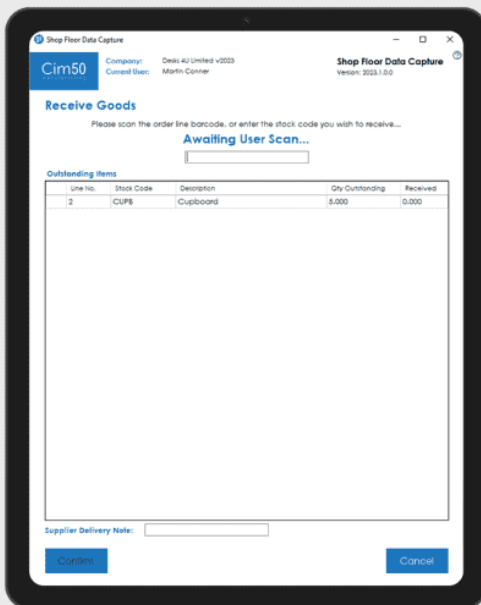 Shop Floor Data Capture
Cim50
Company: Desks 4U Limited v2023
Current User: Martin Conner
Shop Floor Data Capture
Version: 2023.1.0.0
Receive Goods
Please scan the order line barcode, or enter the stock code you wish to receive...
Awaiting User Scan...
Outstanding Items
Line No. Stock Code Description Qty Outstanding Received
2 CUPB Cupboard 5.000 0.000
Supplier Delivery Note:
Confirm
Cancel